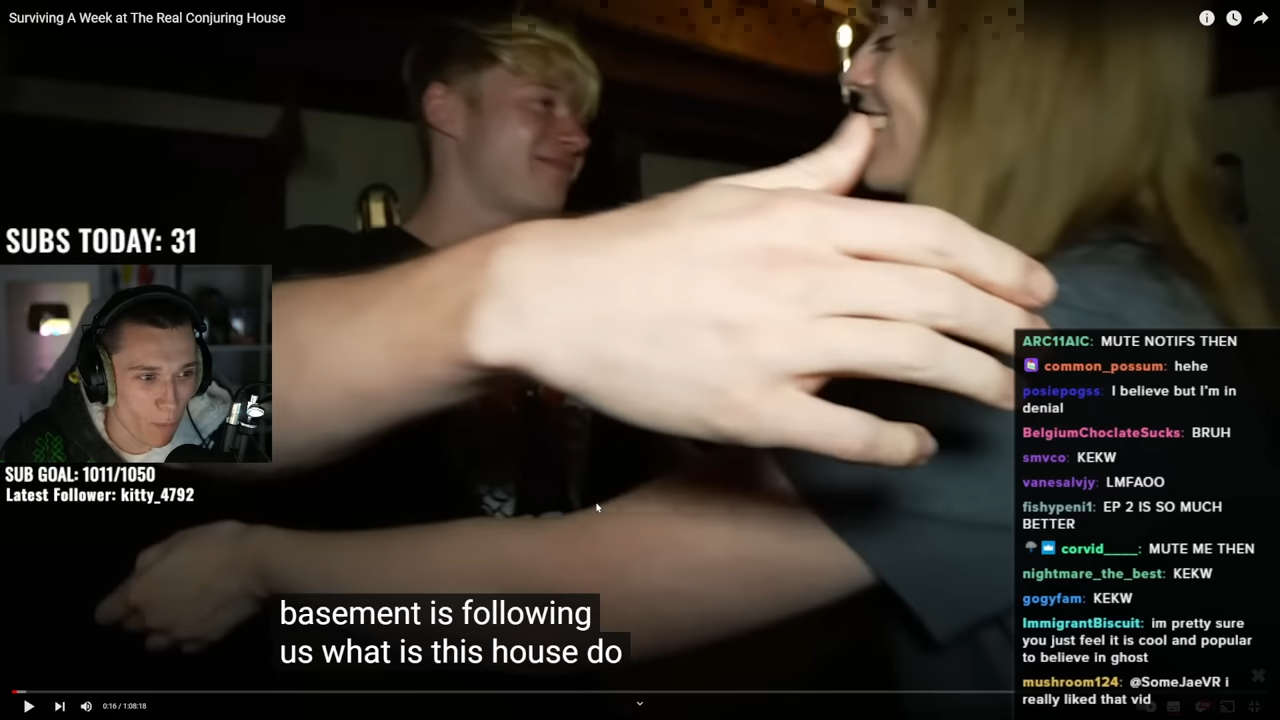 Surviving A Week at The Real Conjuring House
SUBS TODAY: 31
SUB GOAL: 1011/1050
Latest Follower: kitty_4792
basement is following
us what is this house do
0:16 / 1:08:18
ARC11AIC: MUTE NOTIFS THEN
common_possum: hehe
posiepogss: I believe but I'm in
denial
BelgiumChoclateSucks: BRUH
smvco: KEKW
vanesalvjy: LMFAOO
fishypeni1: EP 2 IS SO MUCH
BETTER
corvid____: MUTE ME THEN
nightmare_the_best: KEKW
gogyfam: KEKW
ImmigrantBiscuit: im pretty sure
you just feel it is cool and popular
to believe in ghost
mushroom124: @SomeJaeVR i
really liked that vid